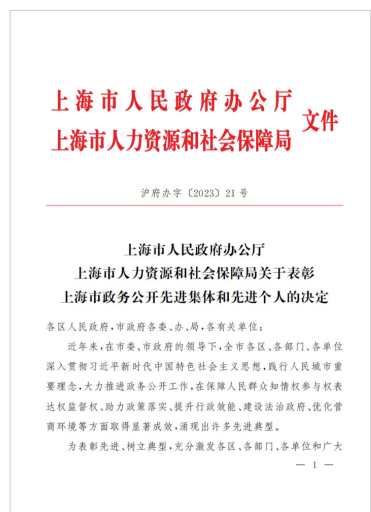 上海市人民政府办公厅
上海市人力资源和社会保障局
文件
沪府办字〔2023〕21号
上海市人民政府办公厅
上海市人力资源和社会保障局关于表彰
上海市政务公开先进集体和先进个人的决定
各区人民政府,市政府各委、办、局,各有关单位:
近年来,在市委、市政府的领导下,全市各区、各部门、各单位
深入贯彻习近平新时代中国特色社会主义思想,践行人民城市重
要理念,大力推进政务公开工作,在保障人民群众知情权参与权表
达权监督权、助力政策落实、提升行政效能、建设法治政府、优化营
商环境等方面取得显著成效,涌现出许多先进典型。
为表彰先进、树立典型,充分激发各区、各部门、各单位和广大
— 1 —